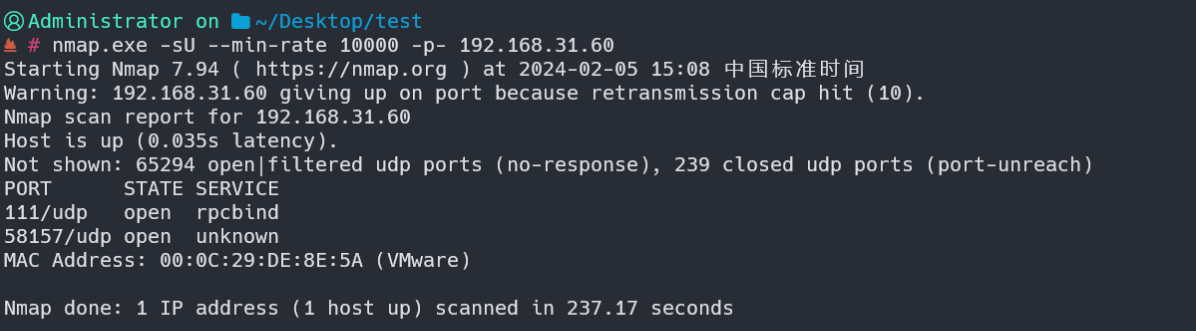 Administrator on ~/Desktop/test
# nmap.exe -sU --min-rate 10000 -p- 192.168.31.60
Starting Nmap 7.94 ( https://nmap.org ) at 2024-02-05 15:08 中国标准时间
Warning: 192.168.31.60 giving up on port because retransmission cap hit (10).
Nmap scan report for 192.168.31.60
Host is up (0.035s latency).
Not shown: 65294 open|filtered udp ports (no-response), 239 closed udp ports (port-unreach)
PORT      STATE SERVICE
111/udp   open  rpcbind
58157/udp open  unknown
MAC Address: 00:0C:29:DE:8E:5A (VMware)
Nmap done: 1 IP address (1 host up) scanned in 237.17 seconds